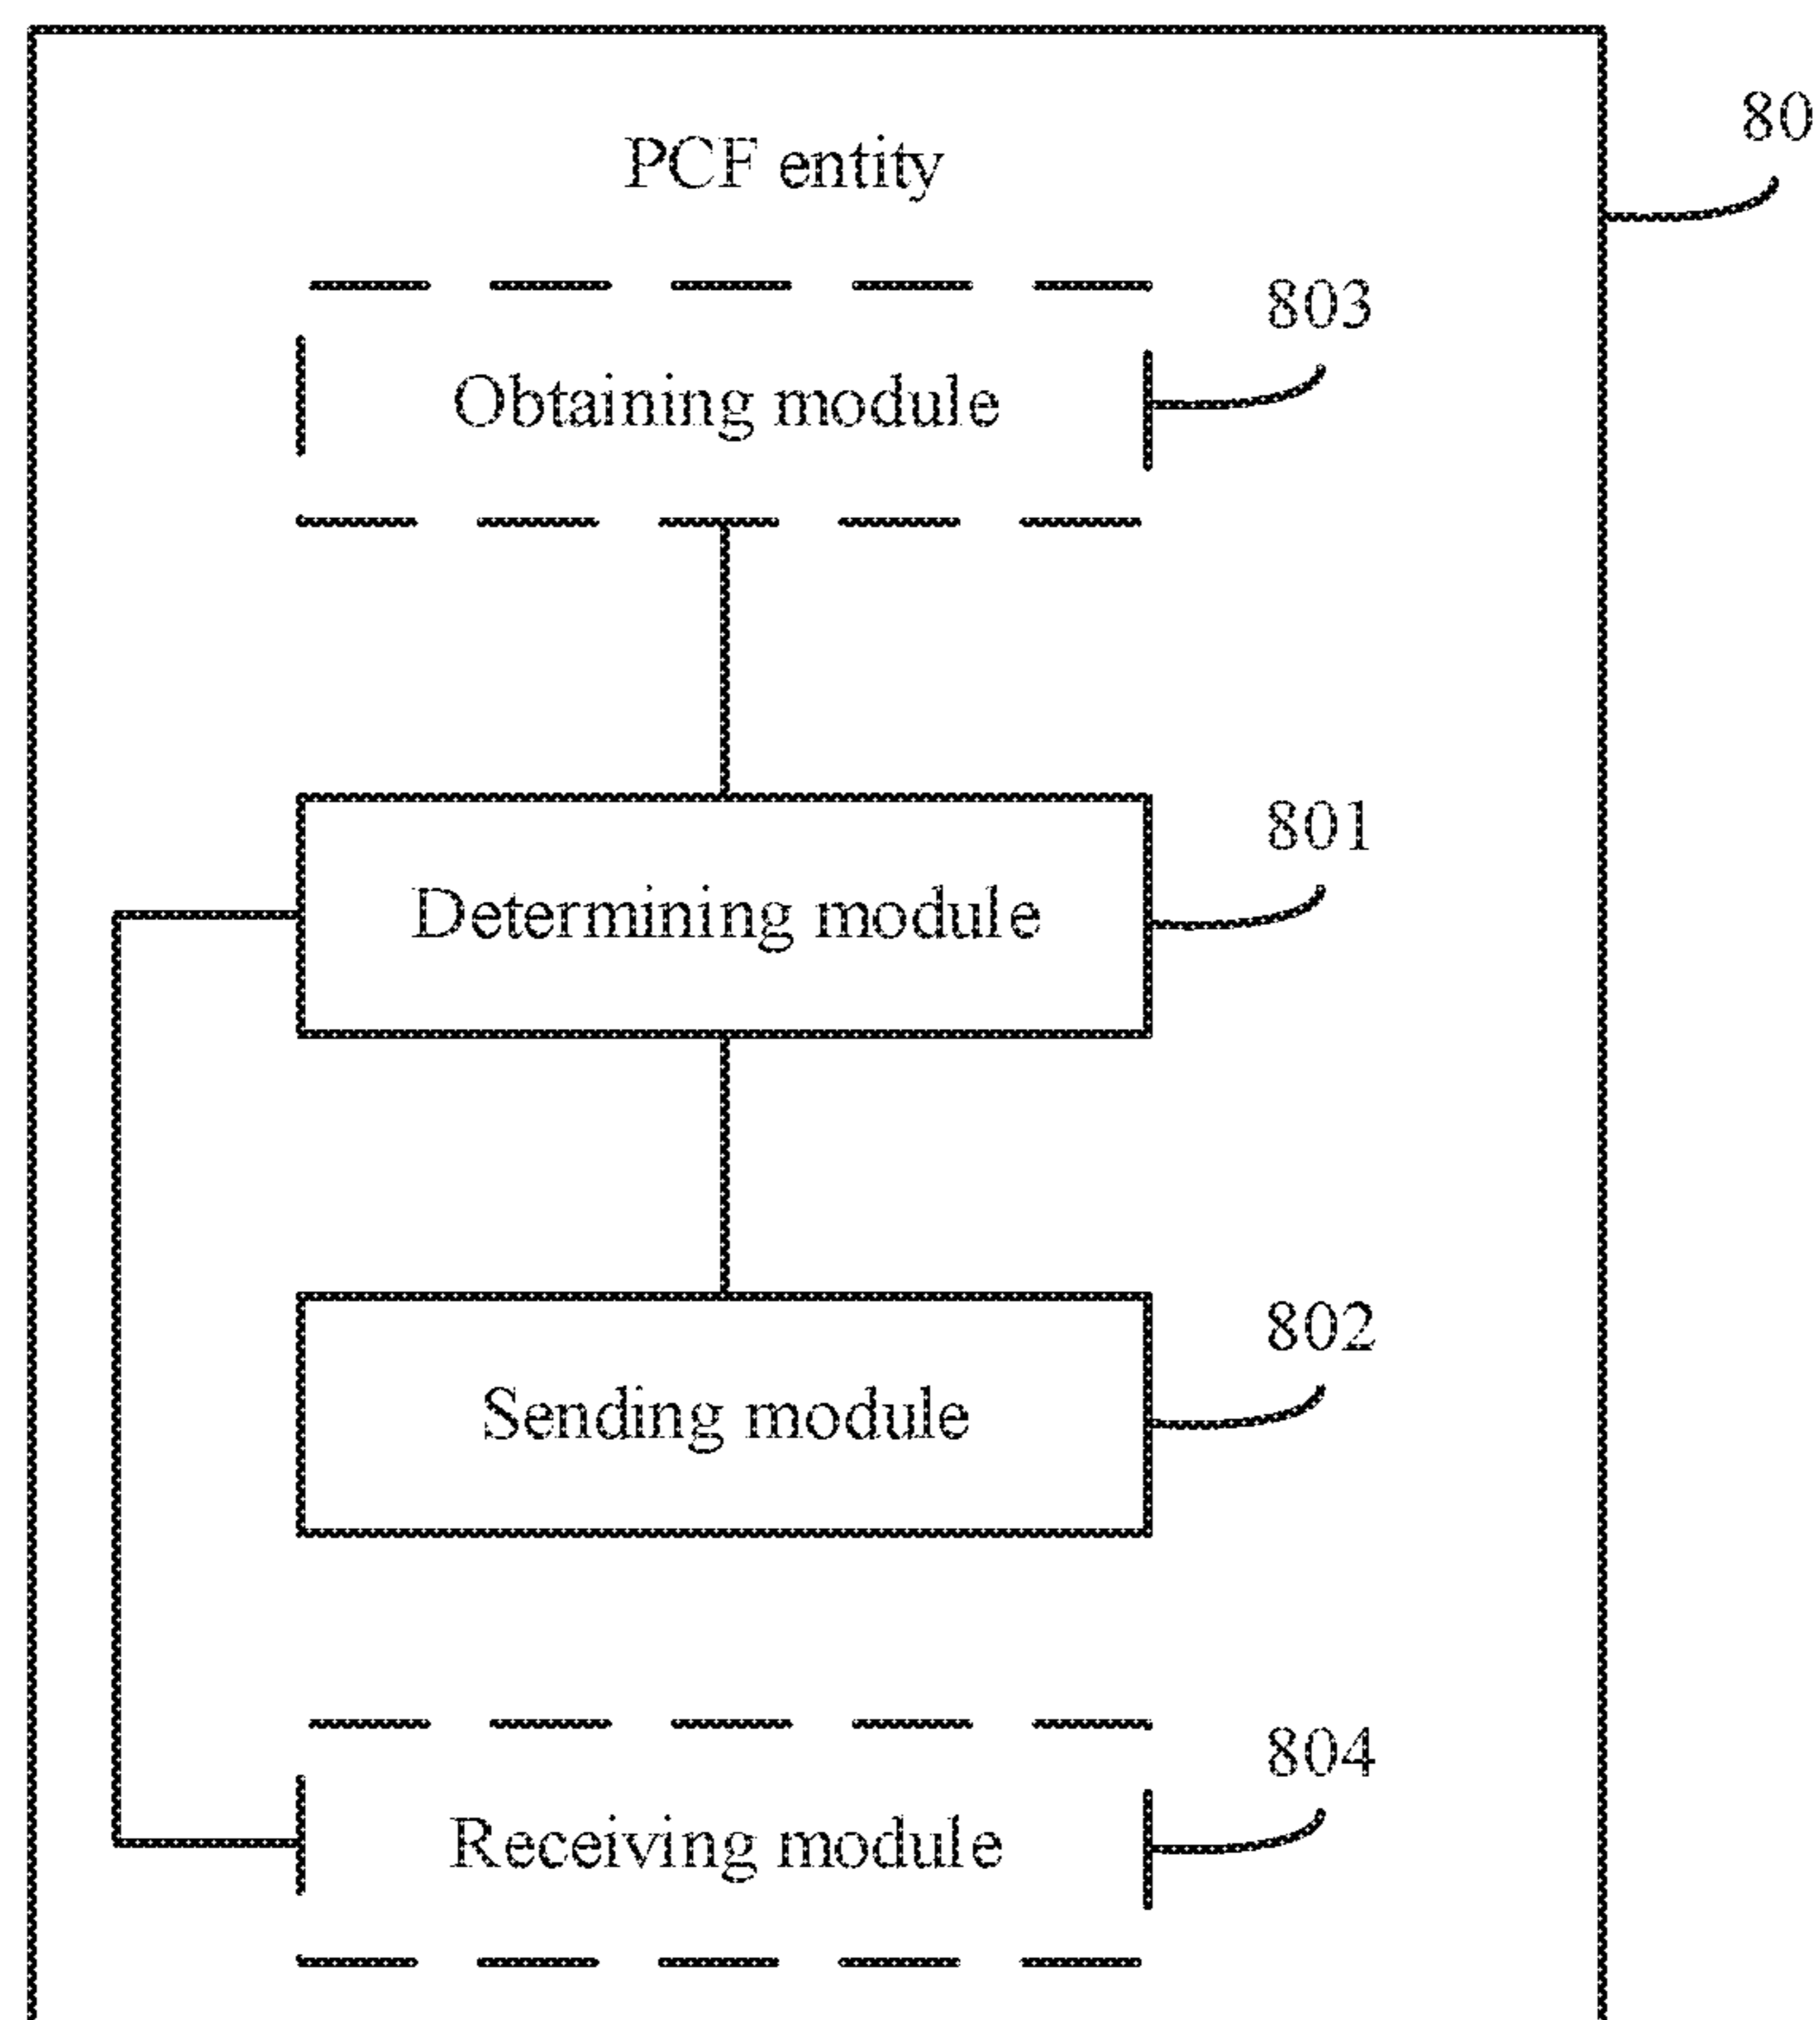 80
PCF entity
803
Obtaining module
801
Determining module
802
Sending module
804
Receiving module